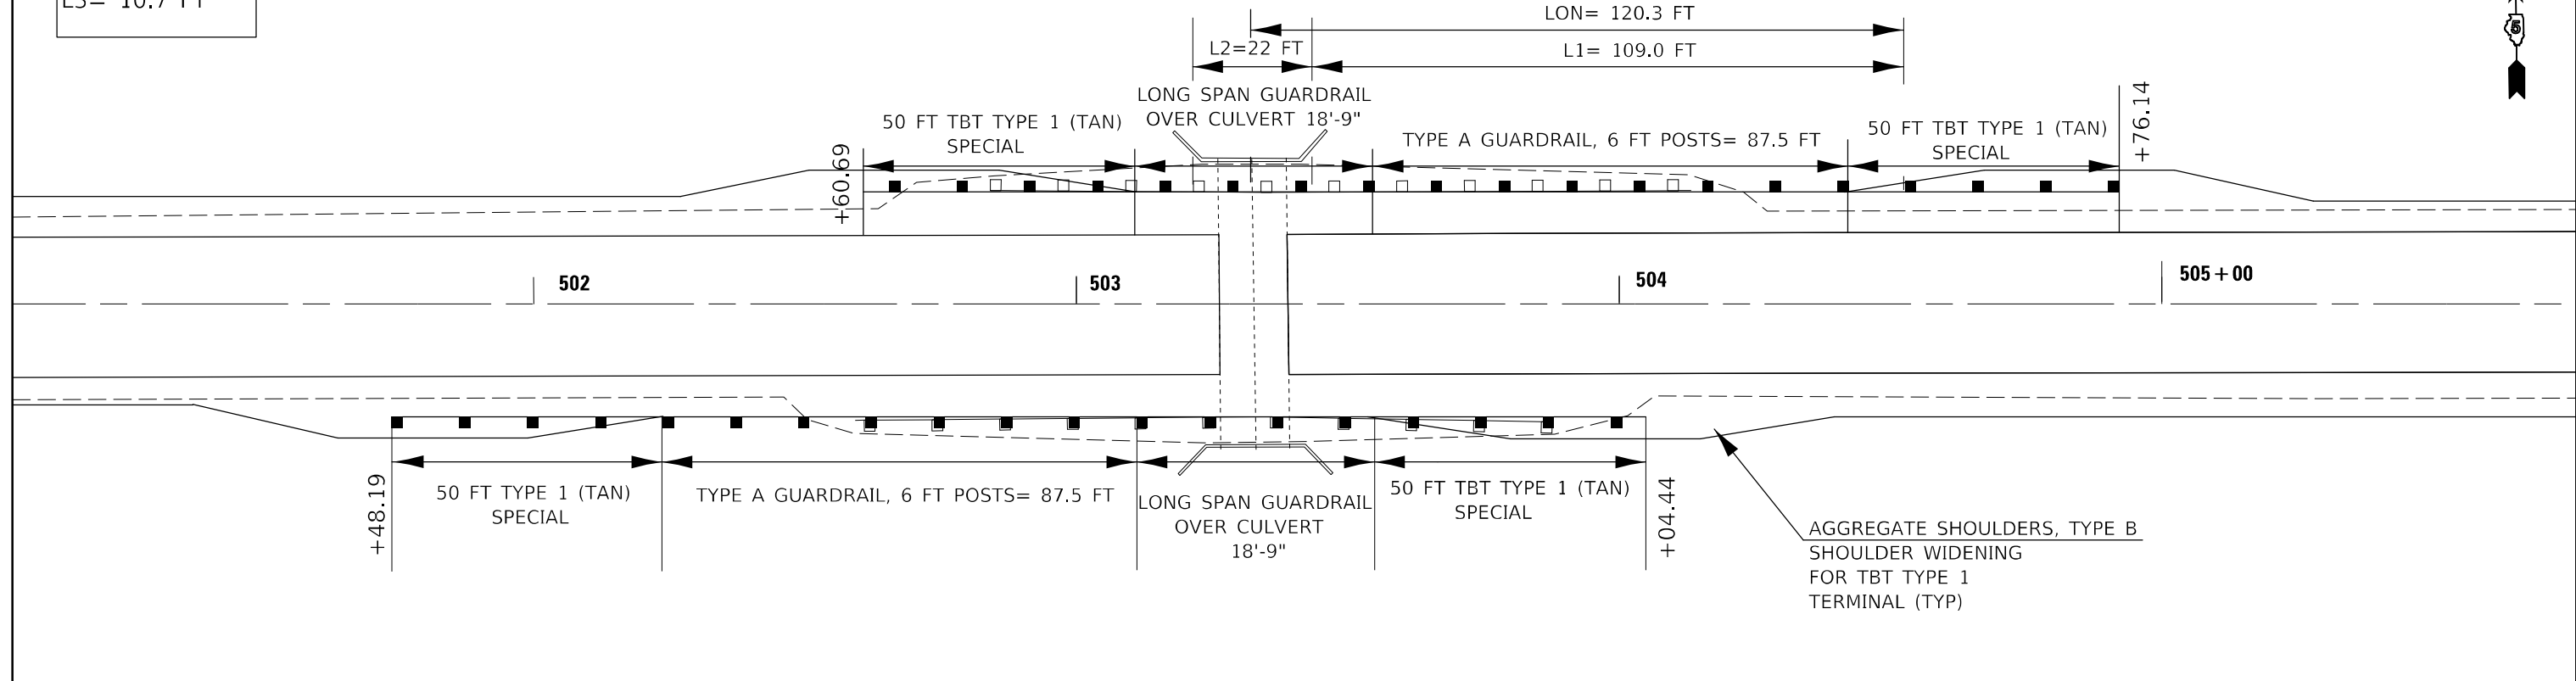 L3= 10.7 FT
LON= 120.3 FT
L2=22 FT
L1= 109.0 FT
5
LONG SPAN GUARDRAIL
OVER CULVERT 18'-9"
50 FT TBT TYPE 1 (TAN)
SPECIAL
TYPE A GUARDRAIL, 6 FT POSTS= 87.5 FT
50 FT TBT TYPE 1 (TAN)
SPECIAL
+76.14
+60.69
502
503
504
505+00
+48.19
50 FT TYPE 1 (TAN)
SPECIAL
TYPE A GUARDRAIL, 6 FT POSTS= 87.5 FT
LONG SPAN GUARDRAIL
OVER CULVERT
18'-9"
50 FT TBT TYPE 1 (TAN)
SPECIAL
+04.44
AGGREGATE SHOULDERS, TYPE B
SHOULDER WIDENING
FOR TBT TYPE 1
TERMINAL (TYP)